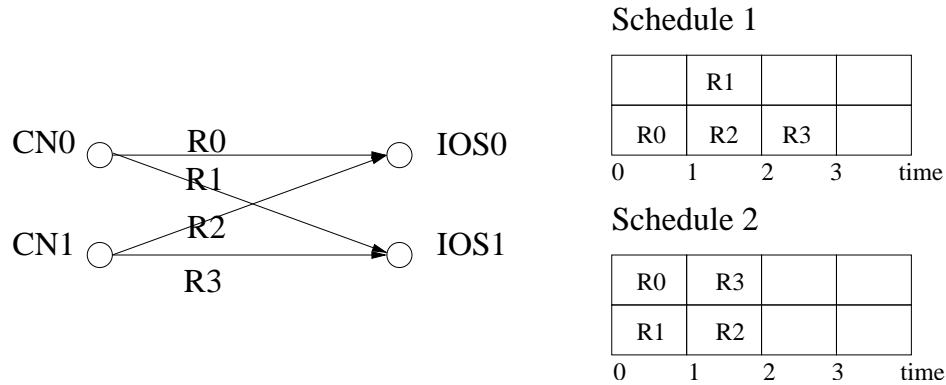 CN0
R0
IOS0
R1
R2
CN1
IOS1
R3
Schedule 1
R1
R0 R2 R3
0 1 2 3 time
Schedule 2
R0 R3
R1 R2
0 1 2 3 time